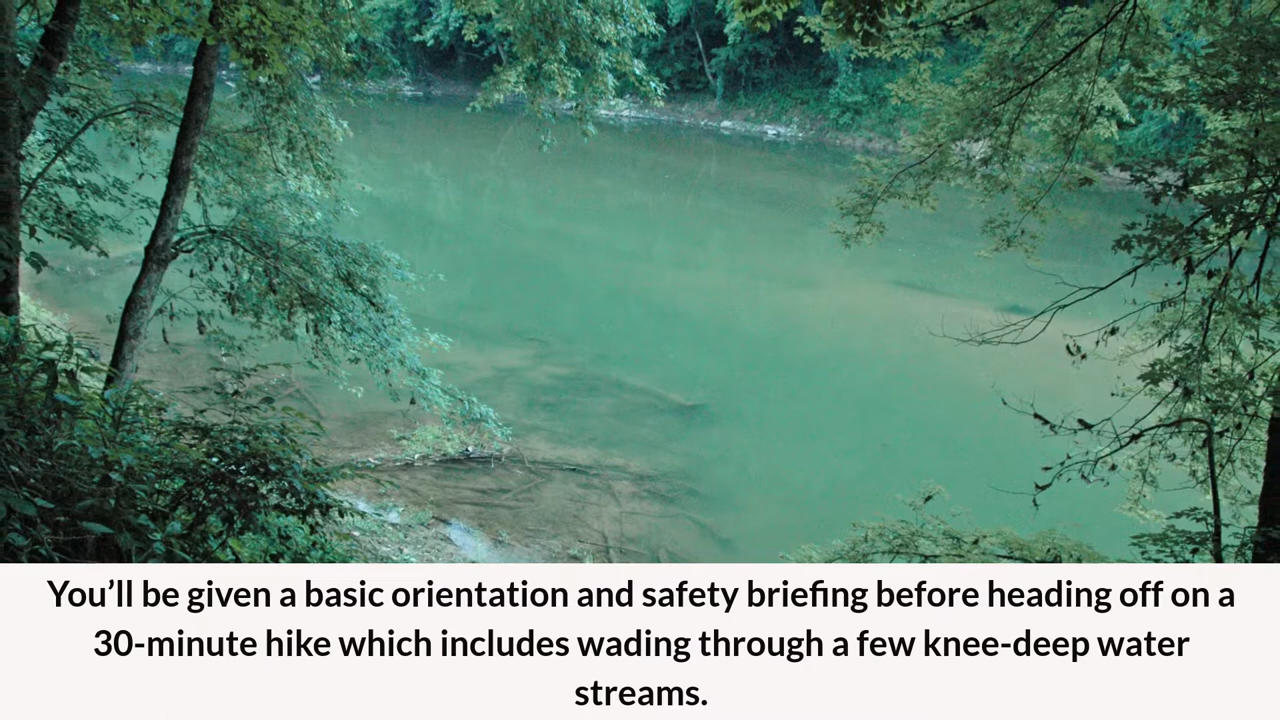 You’ll be given a basic orientation and safety briefing before heading off on a
30-minute hike which includes wading through a few knee-deep water
streams.